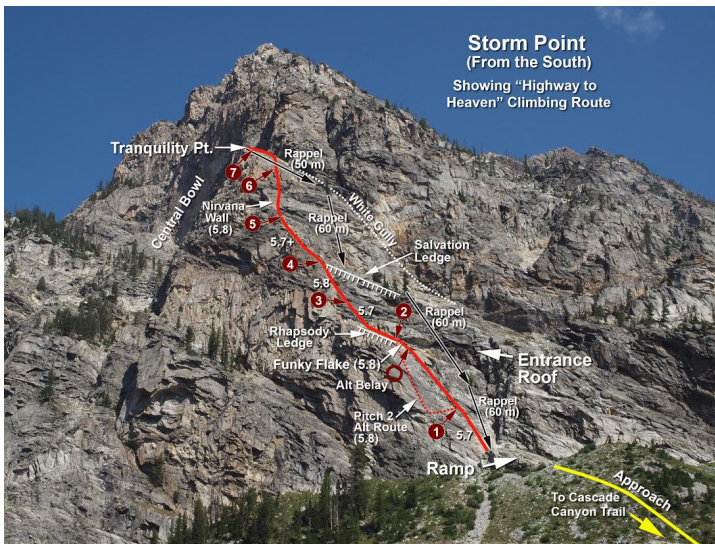 Storm Point
(From the South)
Showing “Highway to
Heaven” Climbing Route
Tranquility Pt.
Rappel
(50 m)
7
6
Central Bowl
Nirvana
Wall
(5.8)
5
Rappel
(60 m)
White Gully
5.7+
Salvation
Ledge
4
5.8
3
5.7
2
Rappel
(60 m)
Rhapsody
Ledge
Funky Flake (5.8)
Entrance
Roof
Alt Belay
Pitch 2
Alt Route
(5.8)
Rappel
(60 m)
1
5.7
Ramp
Approach
To Cascade
Canyon Trail